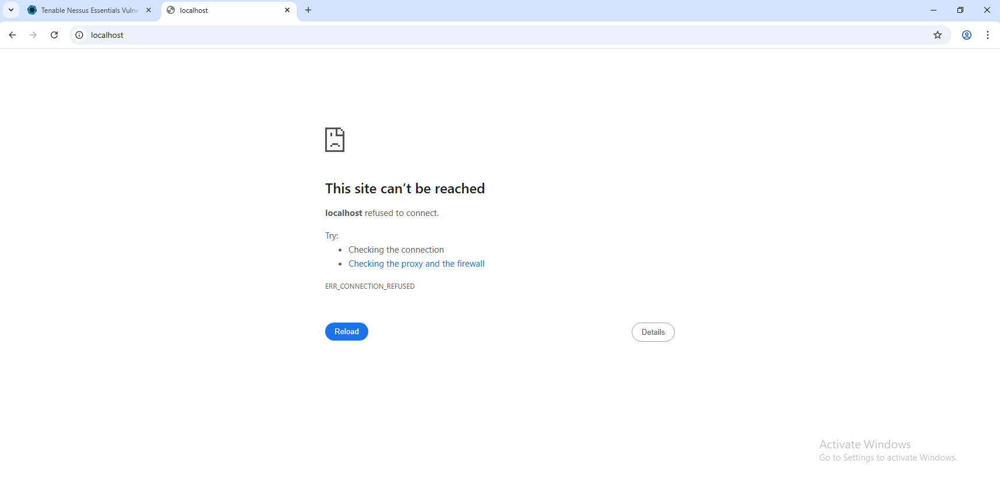 Tenable Nessus Essentials Vulne
localhost
localhost
This site can't be reached
localhost refused to connect.
Try:
• Checking the connection
• Checking the proxy and the firewall
ERR_CONNECTION_REFUSED
Reload
Details
Activate Windows
Go to Settings to activate Windows.